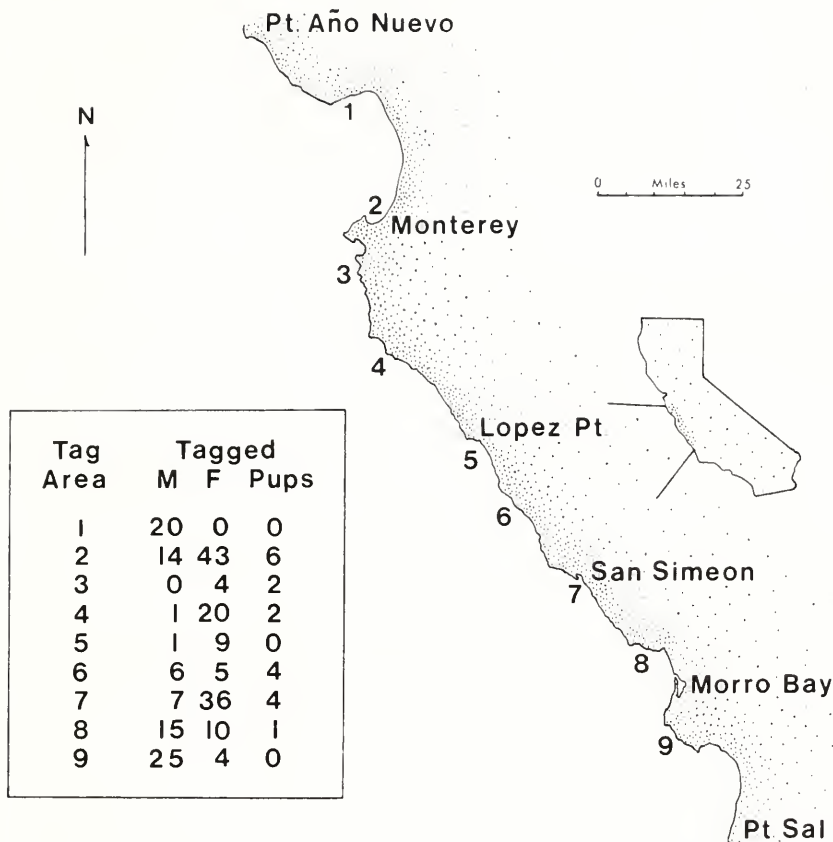 Pt. Año Nuevo
1
N
0 Miles 25
2
Monterey
3
4
Lopez Pt
5
6
San Simeon
7
8
Morro Bay
9
Pt Sal
Tag Tagged
Area M F Pups
1 20 0 0
2 14 43 6
3 0 4 2
4 1 20 2
5 1 9 0
6 6 5 4
7 7 36 4
8 15 10 1
9 25 4 0